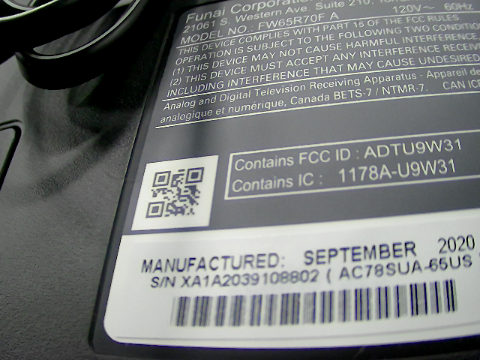 Funai Corporation
21061 S. Western Ave. Suite 210,
MODEL NO. FW65R70F A 120V~ 60Hz
THIS DEVICE COMPLIES WITH PART 15 OF THE FCC RULES
OPERATION IS SUBJECT TO THE FOLLOWING TWO CONDITIO
(1) THIS DEVICE MAY NOT CAUSE HARMFUL INTERFERENCE.
(2) THIS DEVICE MUST ACCEPT ANY INTERFERENCE RECEIV
INCLUDING INTERFERENCE THAT MAY CAUSE UNDESIRED
Analog and Digital Television Receiving Apparatus - Appareil de
analogique et numérique, Canada BETS-7 / NTMR-7. CAN ICE
Contains FCC ID : ADTU9W31
Contains IC : 1178A-U9W31
MANUFACTURED: SEPTEMBER 2020
S/N XA1A2039108802 ( AC78SUA-65US